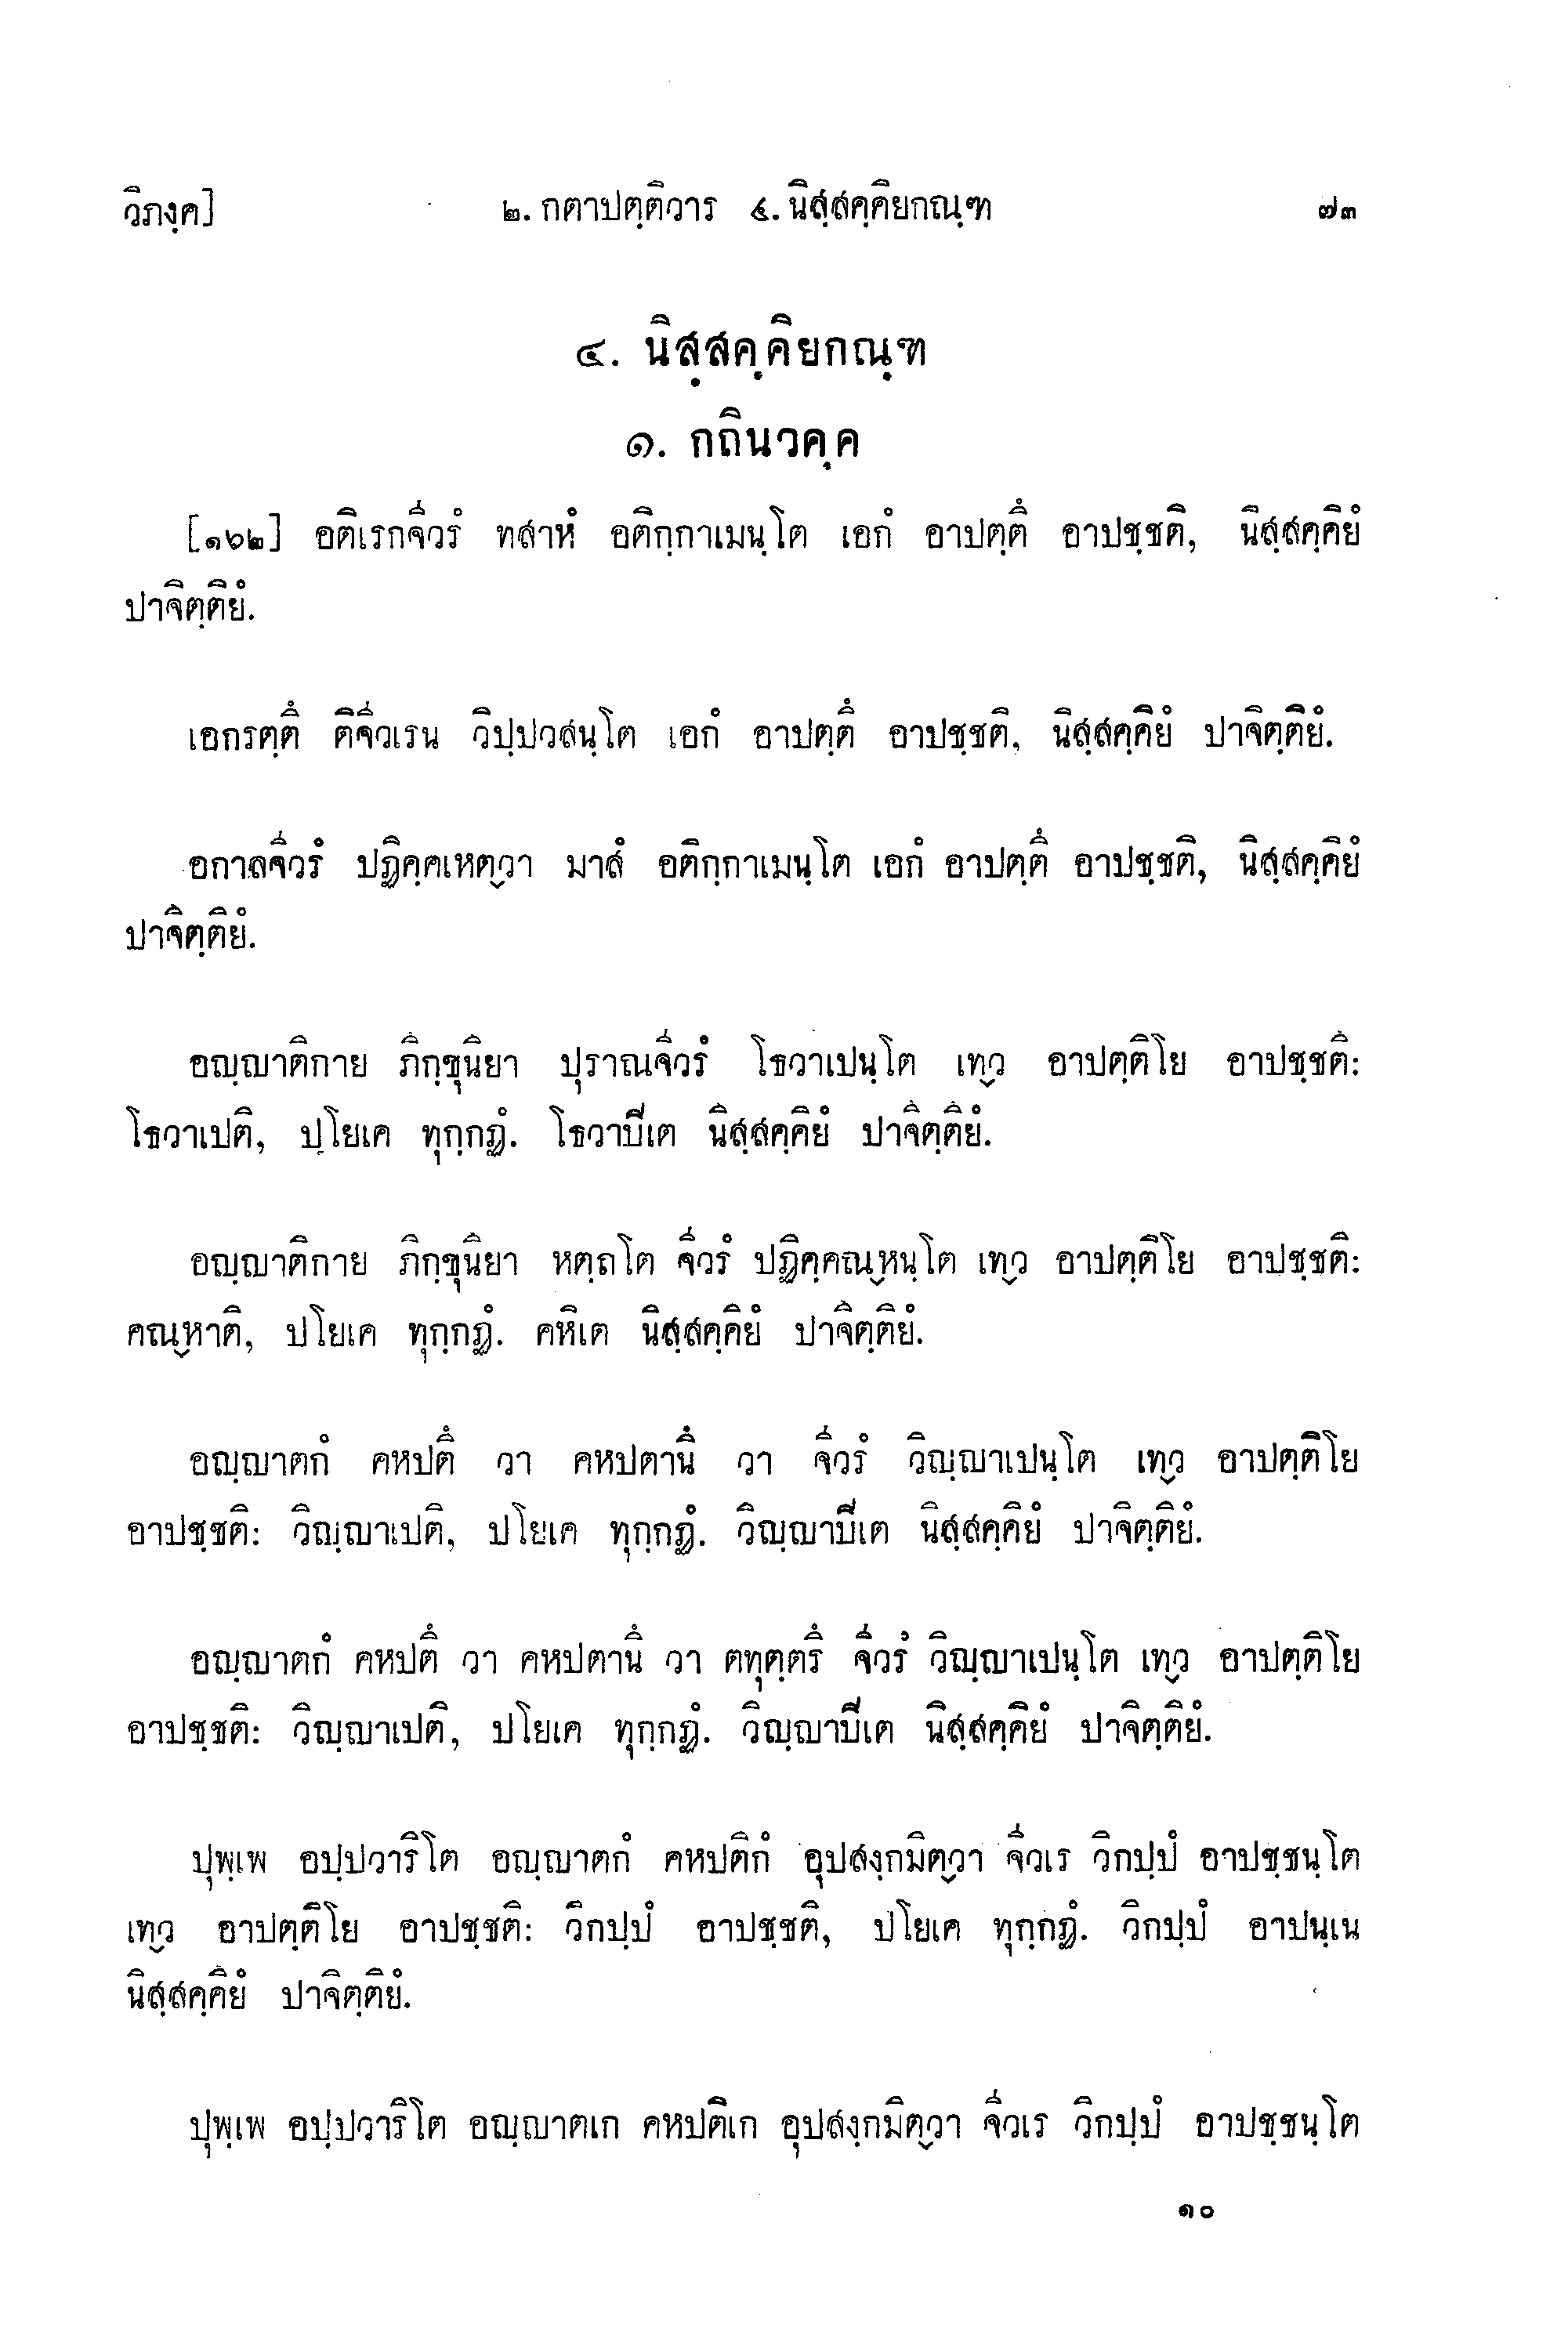 วิภงฺค] ๒. กตาปตฺติวาร ๔. นิสฺสคฺคิยกณฺฑ ๗๓
๔. นิสฺสคฺคิยกณฺฑ
๑. กถินวคฺค
[๑๖๒] อติเรกจีวรํ ทสาหํ อติกฺกาเมนฺโต เอกํ อาปตฺตึ อาปชฺชติ, นิสฺสคฺคิยํ
ปาจิตฺติยํ.
เอกรตฺตึ ติจีวเรน วิปฺปวสนฺโต เอกํ อาปตฺตึ อาปชฺชติ, นิสฺสคฺคิยํ ปาจิตฺติยํ.
อกาลจีวรํ ปฏิคฺคเหตฺวา มาสํ อติกฺกาเมนฺโต เอกํ อาปตฺตึ อาปชฺชติ, นิสฺสคฺคิยํ
ปาจิตฺติยํ.
อญฺญาติกาย ภิกฺขุนิยา ปุราณจีวรํ โธวาเปนฺโต เทฺว อาปตฺติโย อาปชฺชติ:
โธวาเปติ, ปโยเค ทุกฺกฏํ. โธวาปีเต นิสฺสคฺคิยํ ปาจิตฺติยํ.
อญฺญาติกาย ภิกฺขุนิยา หตฺถโต จีวรํ ปฏิคฺคณฺหนฺโต เทฺว อาปตฺติโย อาปชฺชติ:
คณฺหาติ, ปโยเค ทุกฺกฏํ. คหิเต นิสฺสคฺคิยํ ปาจิตฺติยํ.
อญฺญาตกํ คหปตึ วา คหปตานึ วา จีวรํ วิญฺญาเปนฺโต เทฺว อาปตฺติโย
อาปชฺชติ: วิญฺญาเปติ, ปโยเค ทุกฺกฏํ. วิญฺญาปีเต นิสฺสคฺคิยํ ปาจิตฺติยํ.
อญฺญาตกํ คหปตึ วา คหปตานึ วา ตทุตฺตรึ จีวรํ วิญฺญาเปนฺโต เทฺว อาปตฺติโย
อาปชฺชติ: วิญฺญาเปติ, ปโยเค ทุกฺกฏํ. วิญฺญาปีเต นิสฺสคฺคิยํ ปาจิตฺติยํ.
ปุพฺเพ อปฺปวาริโต อญฺญาตกํ คหปติกํ อุปสงฺกมิตฺวา จีวเร วิกปฺปํ อาปชฺชนฺโต
เทฺว อาปตฺติโย อาปชฺชติ: วิกปฺปํ อาปชฺชติ, ปโยเค ทุกฺกฏํ. วิกปฺปํ อาปนฺเน
นิสฺสคฺคิยํ ปาจิตฺติยํ.
ปุพฺเพ อปฺปวาริโต อญฺญาตเก คหปติเก อุปสงฺกมิตฺวา จีวเร วิกปฺปํ อาปชฺชนฺโต
๑๐